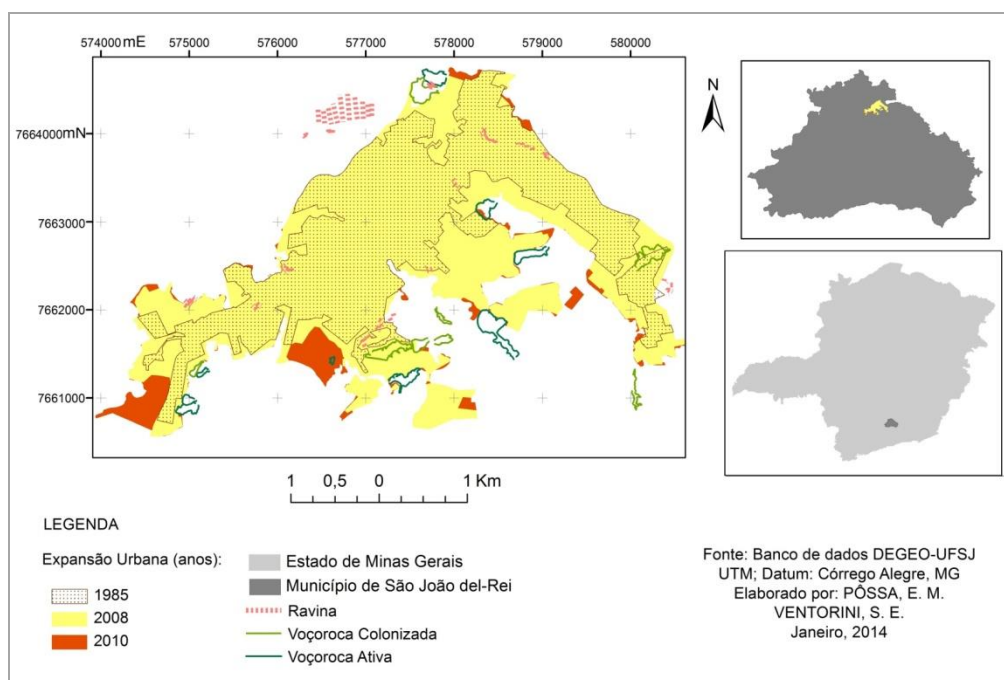 574000 mE 575000 576000 577000 578000 579000 580000
7664000mN
7663000
7662000
7661000
N
1 0,5 0 1 Km
LEGENDA
Expansão Urbana (anos):
1985
2008
2010
Estado de Minas Gerais
Município de São João del-Rei
Ravina
Voçoroca Colonizada
Voçoroca Ativa
Fonte: Banco de dados DEGEO-UFSJ
UTM; Datum: Córrego Alegre, MG
Elaborado por: PÔSSA, E. M.
VENTORINI, S. E.
Janeiro, 2014